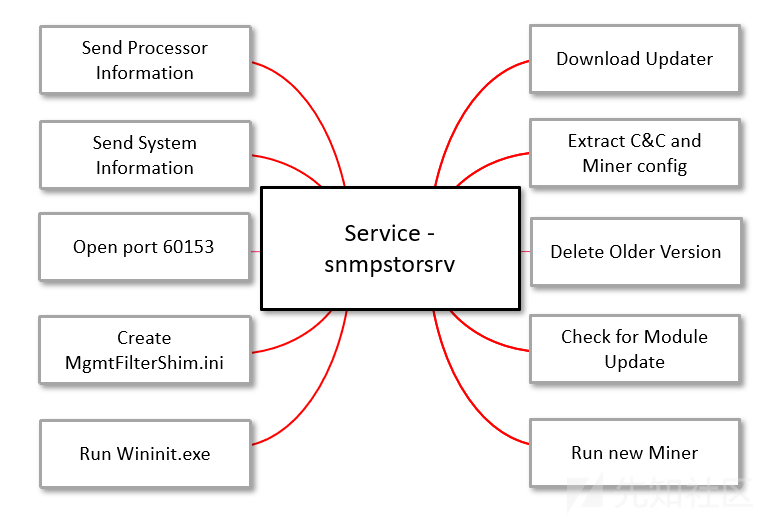 Send Processor
Information
Send System
Information
Open port 60153
Create
MgmtFilterShim.ini
Run Wininit.exe
Service -
snmpstorsrv
Download Updater
Extract C&C and
Miner config
Delete Older Version
Check for Module
Update
Run new Miner
先知社区